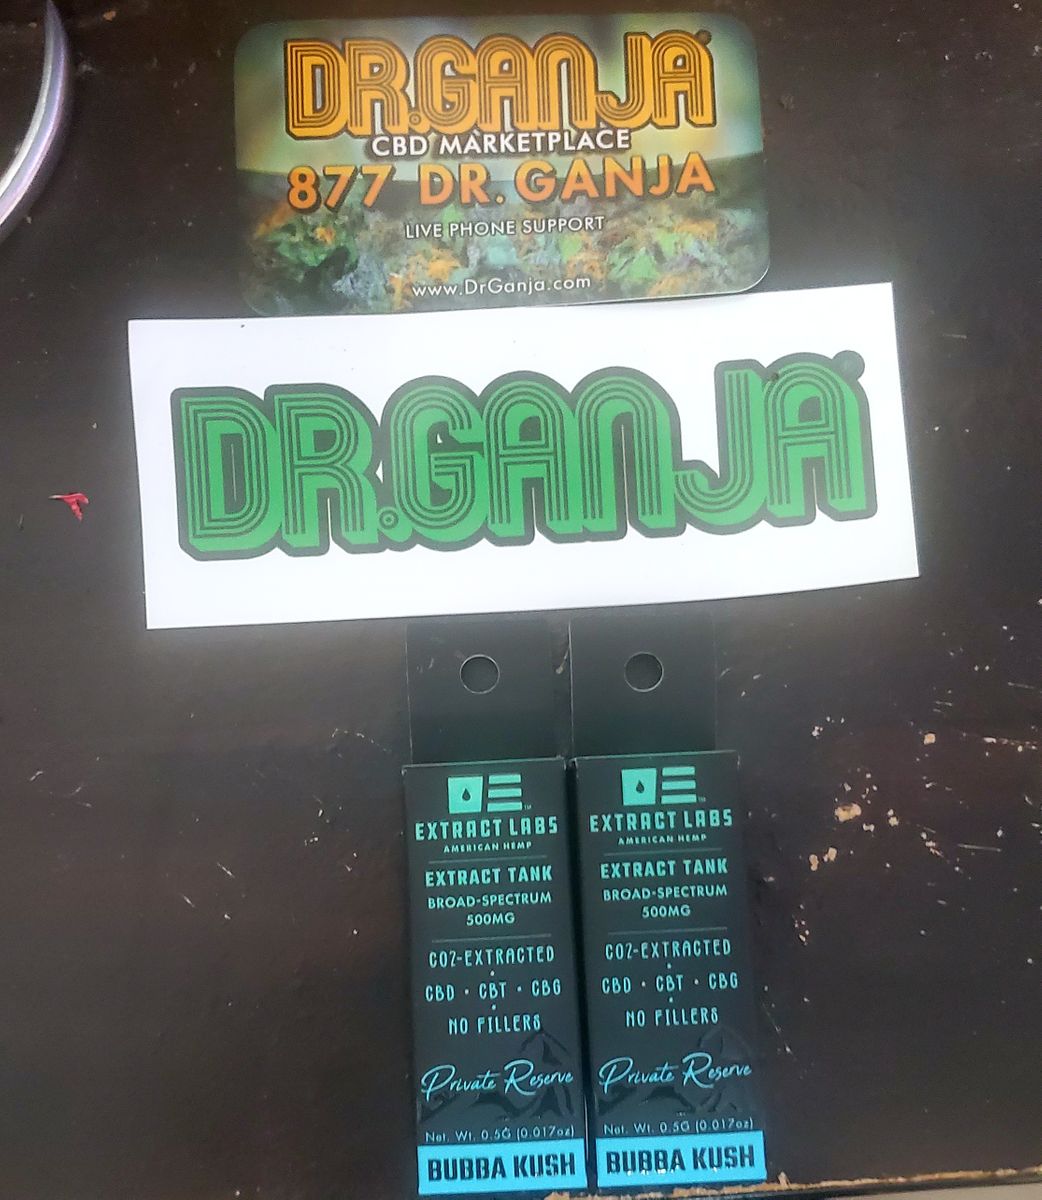 DR.GANJA®
CBD MARKETPLACE
877 DR. GANJA
LIVE PHONE SUPPORT
www.DrGanja.com
DR.GANJA®
EXTRACT LABS
AMERICAN HEMP
EXTRACT TANK
BROAD-SPECTRUM
500MG
CO2-EXTRACTED
CBD · CBT · CBG
NO FILLERS
Private Reserve
Net. Wt. 0.5G (0.017oz)
BUBBA KUSH
EXTRACT LABS
AMERICAN HEMP
EXTRACT TANK
BROAD-SPECTRUM
500MG
CO2-EXTRACTED
CBD · CBT · CBG
NO FILLERS
Private Reserve
Net. Wt. 0.5G (0.017oz)
BUBBA KUSH